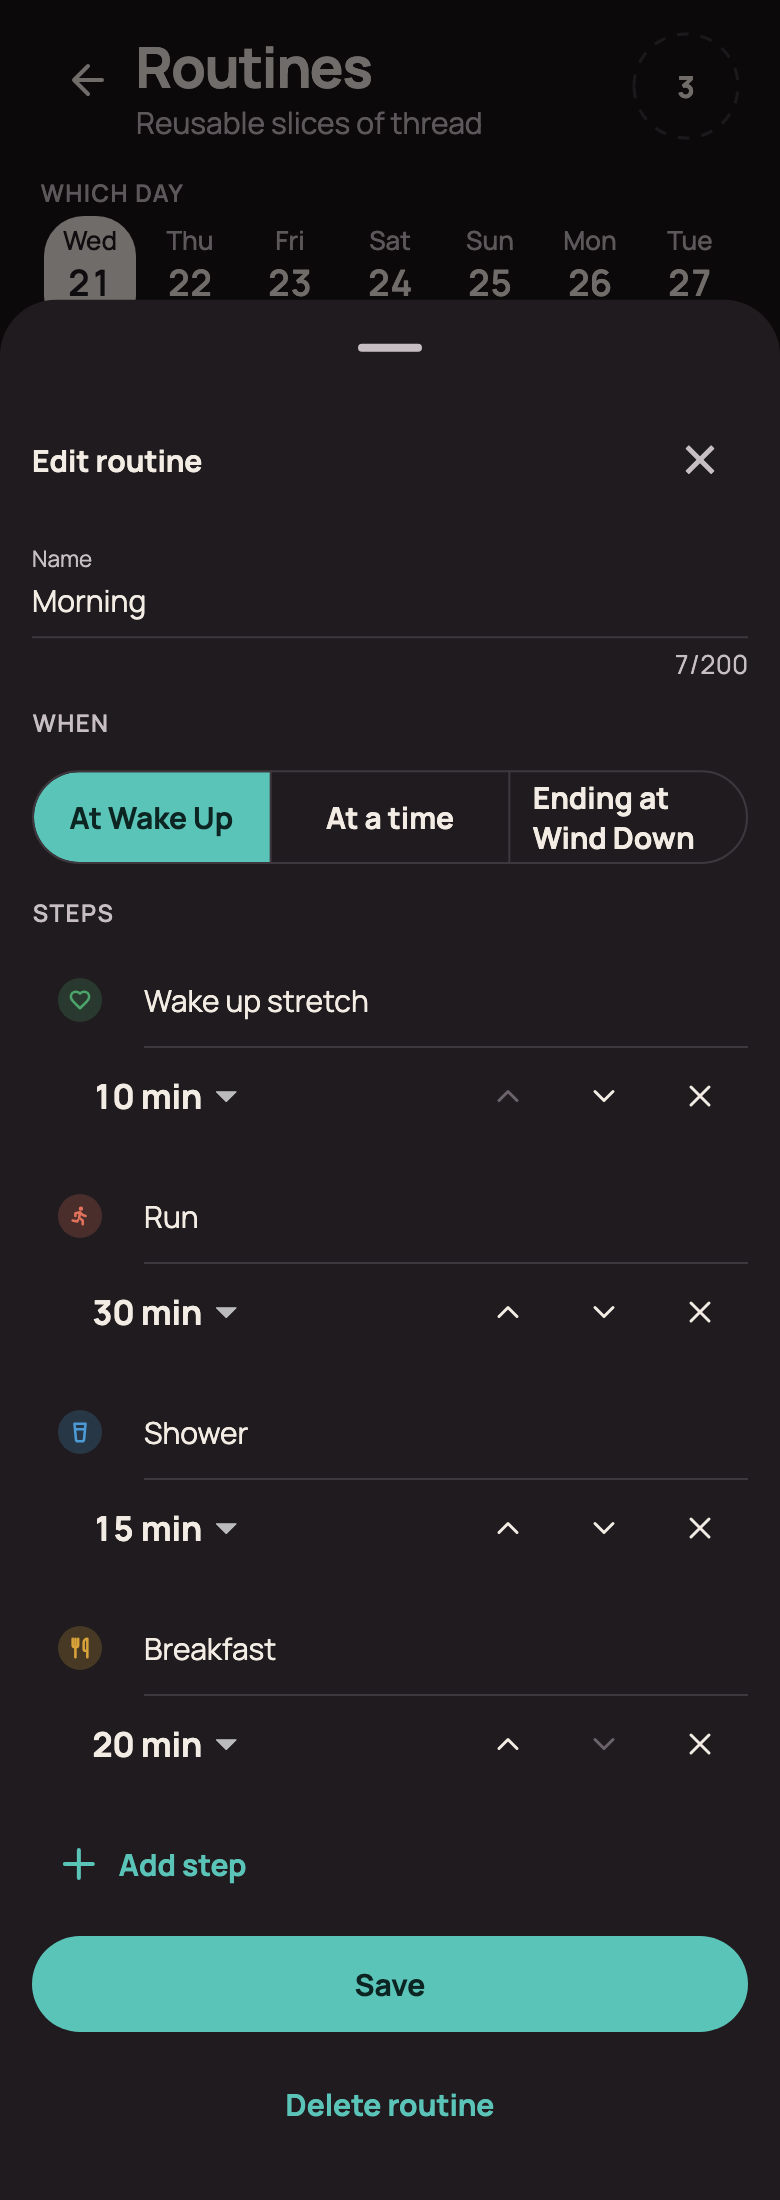 Routines
Reusable slices of thread
3
WHICH DAY
Wed Thu Fri Sat Sun Mon Tue
21 22 23 24 25 26 27
Edit routine
Name
Morning
7/200
WHEN
At Wake Up
At a time
Ending at
Wind Down
STEPS
Wake up stretch
10 min
Run
30 min
Shower
15 min
Breakfast
20 min
Add step
Save
Delete routine